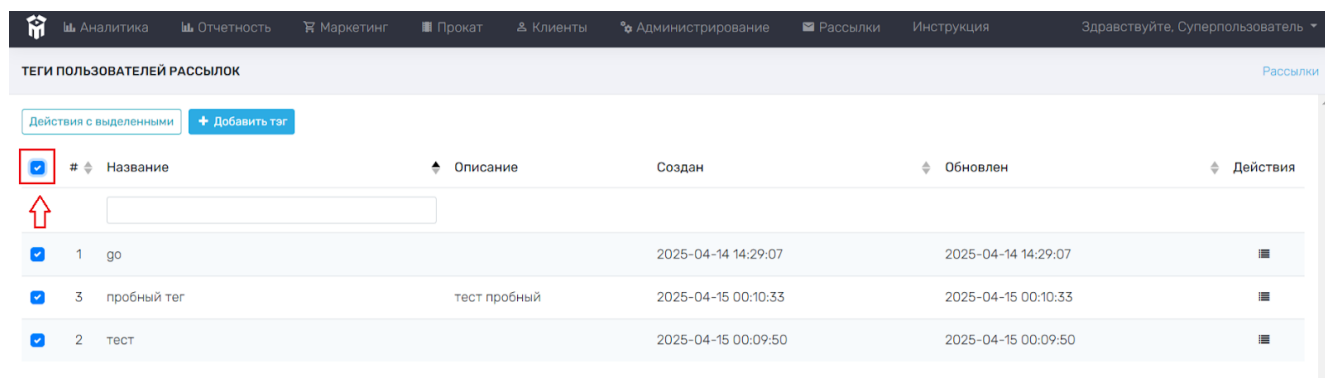 Аналитика Отчетность Маркетинг Прокат Клиенты Администрирование Рассылки Инструкция Здравствуйте, Суперпользователь
ТЕГИ ПОЛЬЗОВАТЕЛЕЙ РАССЫЛОК Рассылки
Действия с выделенными + Добавить тэг
# Название Описание Создан Обновлен Действия
1 go 2025-04-14 14:29:07 2025-04-14 14:29:07
3 пробный тег тест пробный 2025-04-15 00:10:33 2025-04-15 00:10:33
2 тест 2025-04-15 00:09:50 2025-04-15 00:09:50